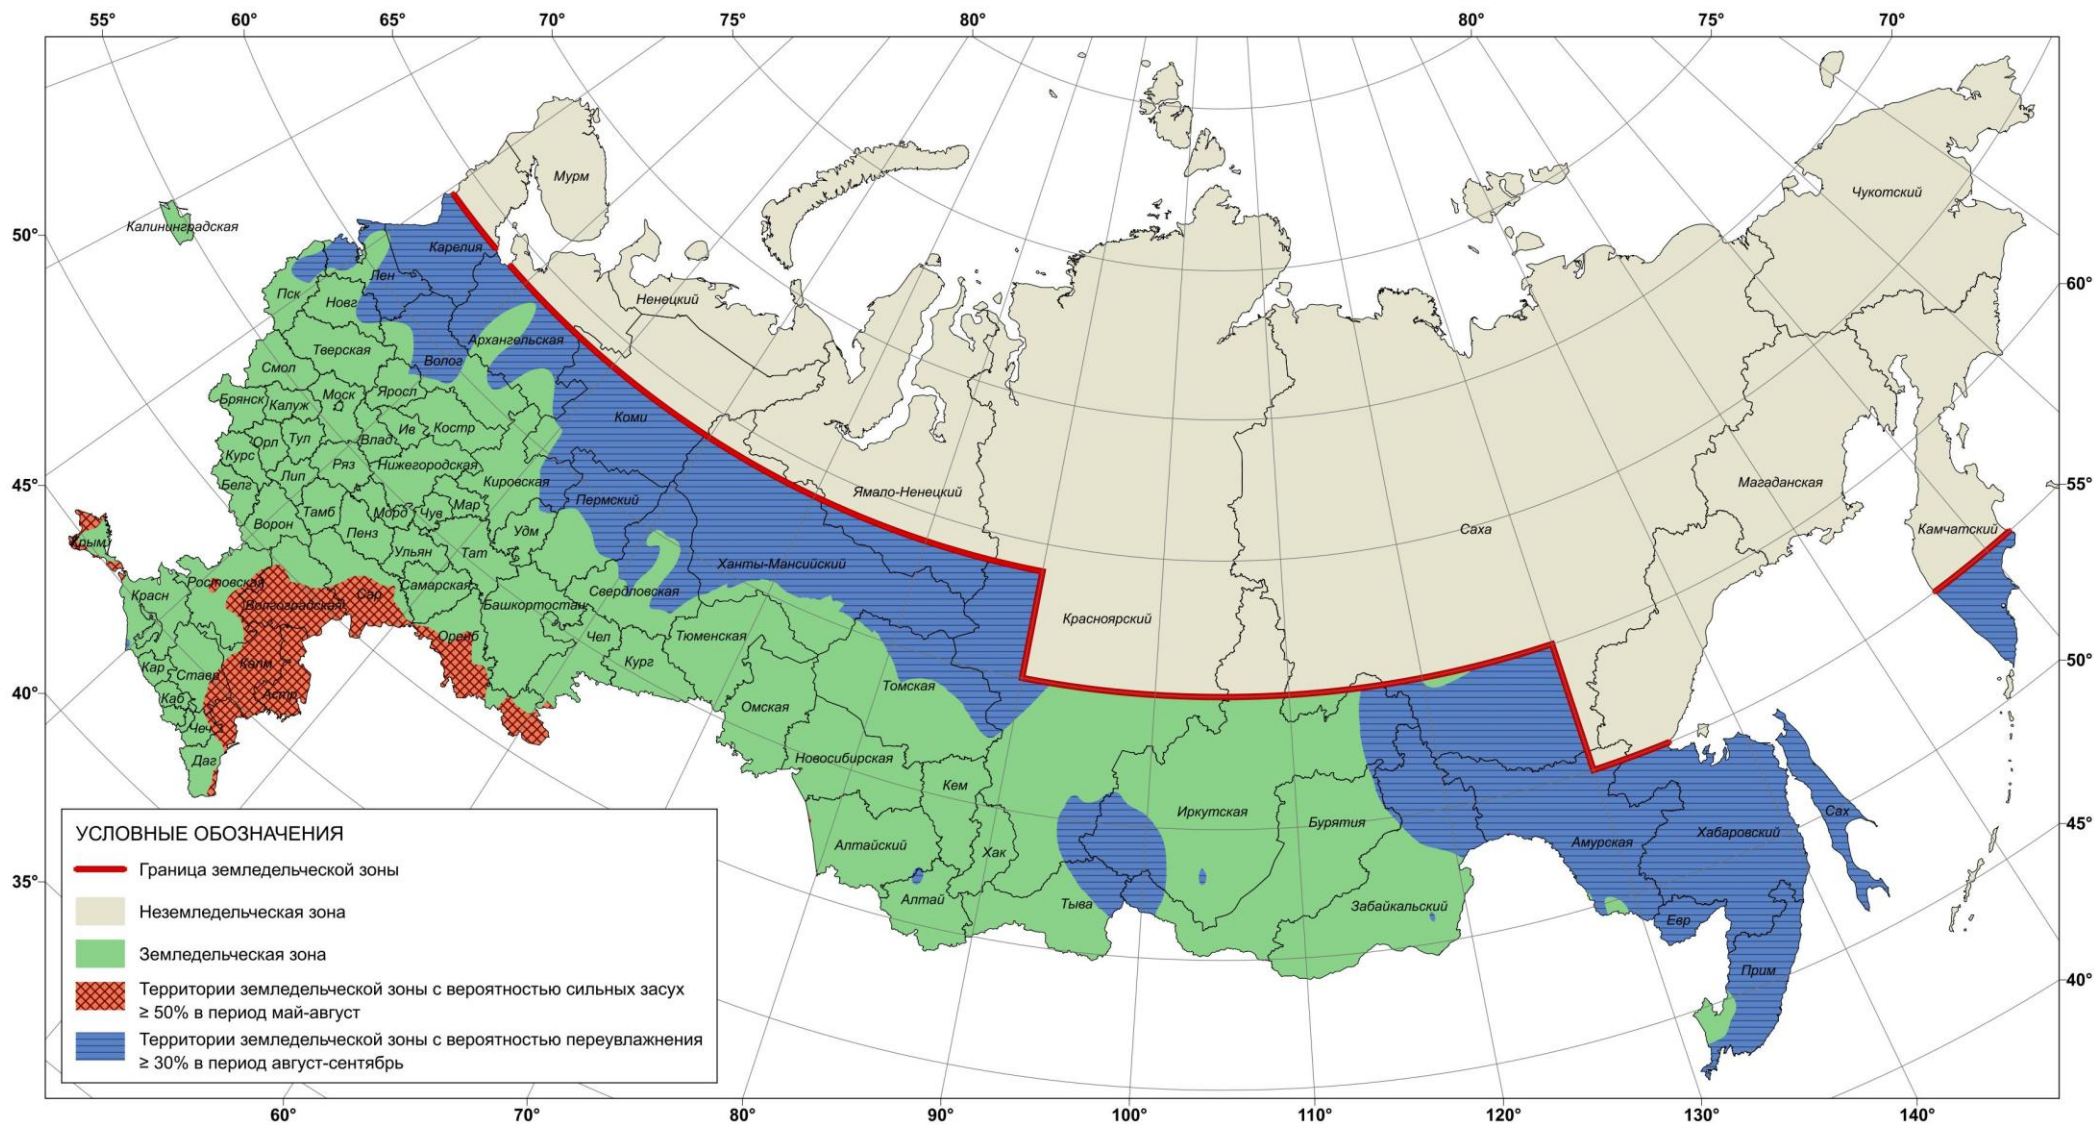 55° 60° 65° 70° 75° 80° 80° 75° 70°
Мурм
Чукотский
Калининградская
50°
Карелия
Лен
60°
Пск
Новг
Ненецкий
Архангельская
Тверская
Волог
Смол
Моск
Яросл
Брянск
Калуж
Коми
Ив
Костр
Орл
Тул
Влад
Курс
Ряз
Нижегородская
Лип
Кировская
Белг
45°
55°
Пермский
Ямало-Ненецкий
Магаданская
Тамб
Морд
Чув
Мар
Ворон
Пенз
Удм
Саха
Камчатский
Крым
Ульян
Тат
Ханты-Мансийский
Ростовская
Самарская
Красн
Сар
Свердловская
Волгоградская
Башкортостан
Красноярский
Оренб
Чел
Тюменская
Кар
Калм
Кург
50°
Став
40°
Астр
Томская
Каб
Омская
Чеч
Даг
Новосибирская
Кем
Иркутская
Сах
45°
Бурятия
Хабаровский
Алтайский
Хак
Амурская
35°
Алтай
Тыва
Забайкальский
Евр
Прим
40°
УСЛОВНЫЕ ОБОЗНАЧЕНИЯ
Граница земледельческой зоны
Неземледельческая зона
Земледельческая зона
Территории земледельческой зоны с вероятностью сильных засух
≥ 50% в период май-август
Территории земледельческой зоны с вероятностью переувлажнения
≥ 30% в период август-сентябрь
60° 70° 80° 90° 100° 110° 120° 130° 140°